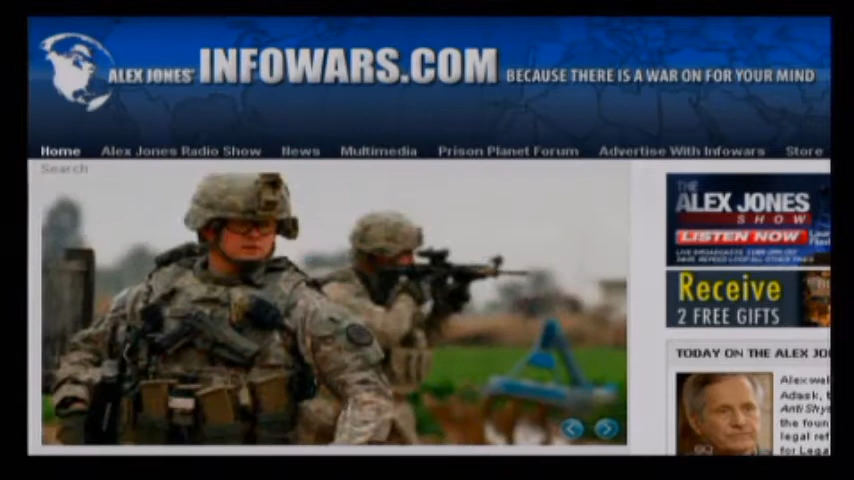 ALEX JONES' INFOWARS.COM BECAUSE THERE IS A WAR ON FOR YOUR MIND
Home Alex Jones Radio Show News Multimedia Prison Planet Forum Advertise With Infowars Store
Search
THE
ALEX JONES
SHOW
LISTEN NOW
Receive
2 FREE GIFTS
TODAY ON THE ALEX JO
Alex wel
Adask, t
AntiShys
the foun
legal ref
for Lega